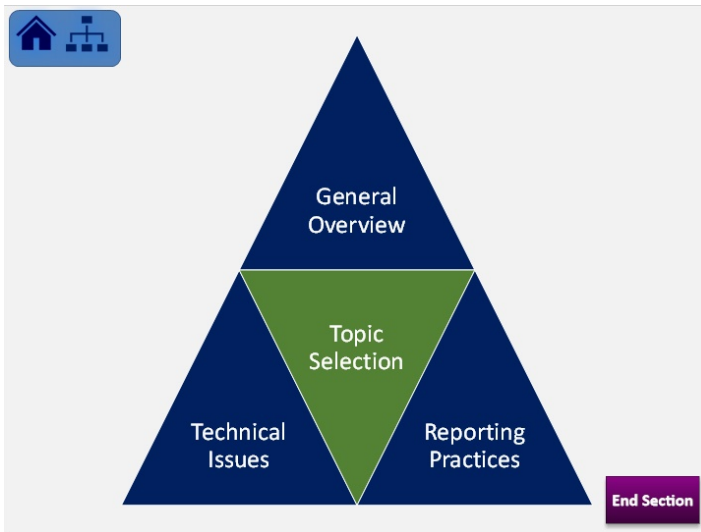 General
Overview
Topic
Selection
Technical
Issues
Reporting
Practices
End Section